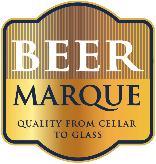 BEER
MARQUE
QUALITY FROM CELLAR
TO GLASS